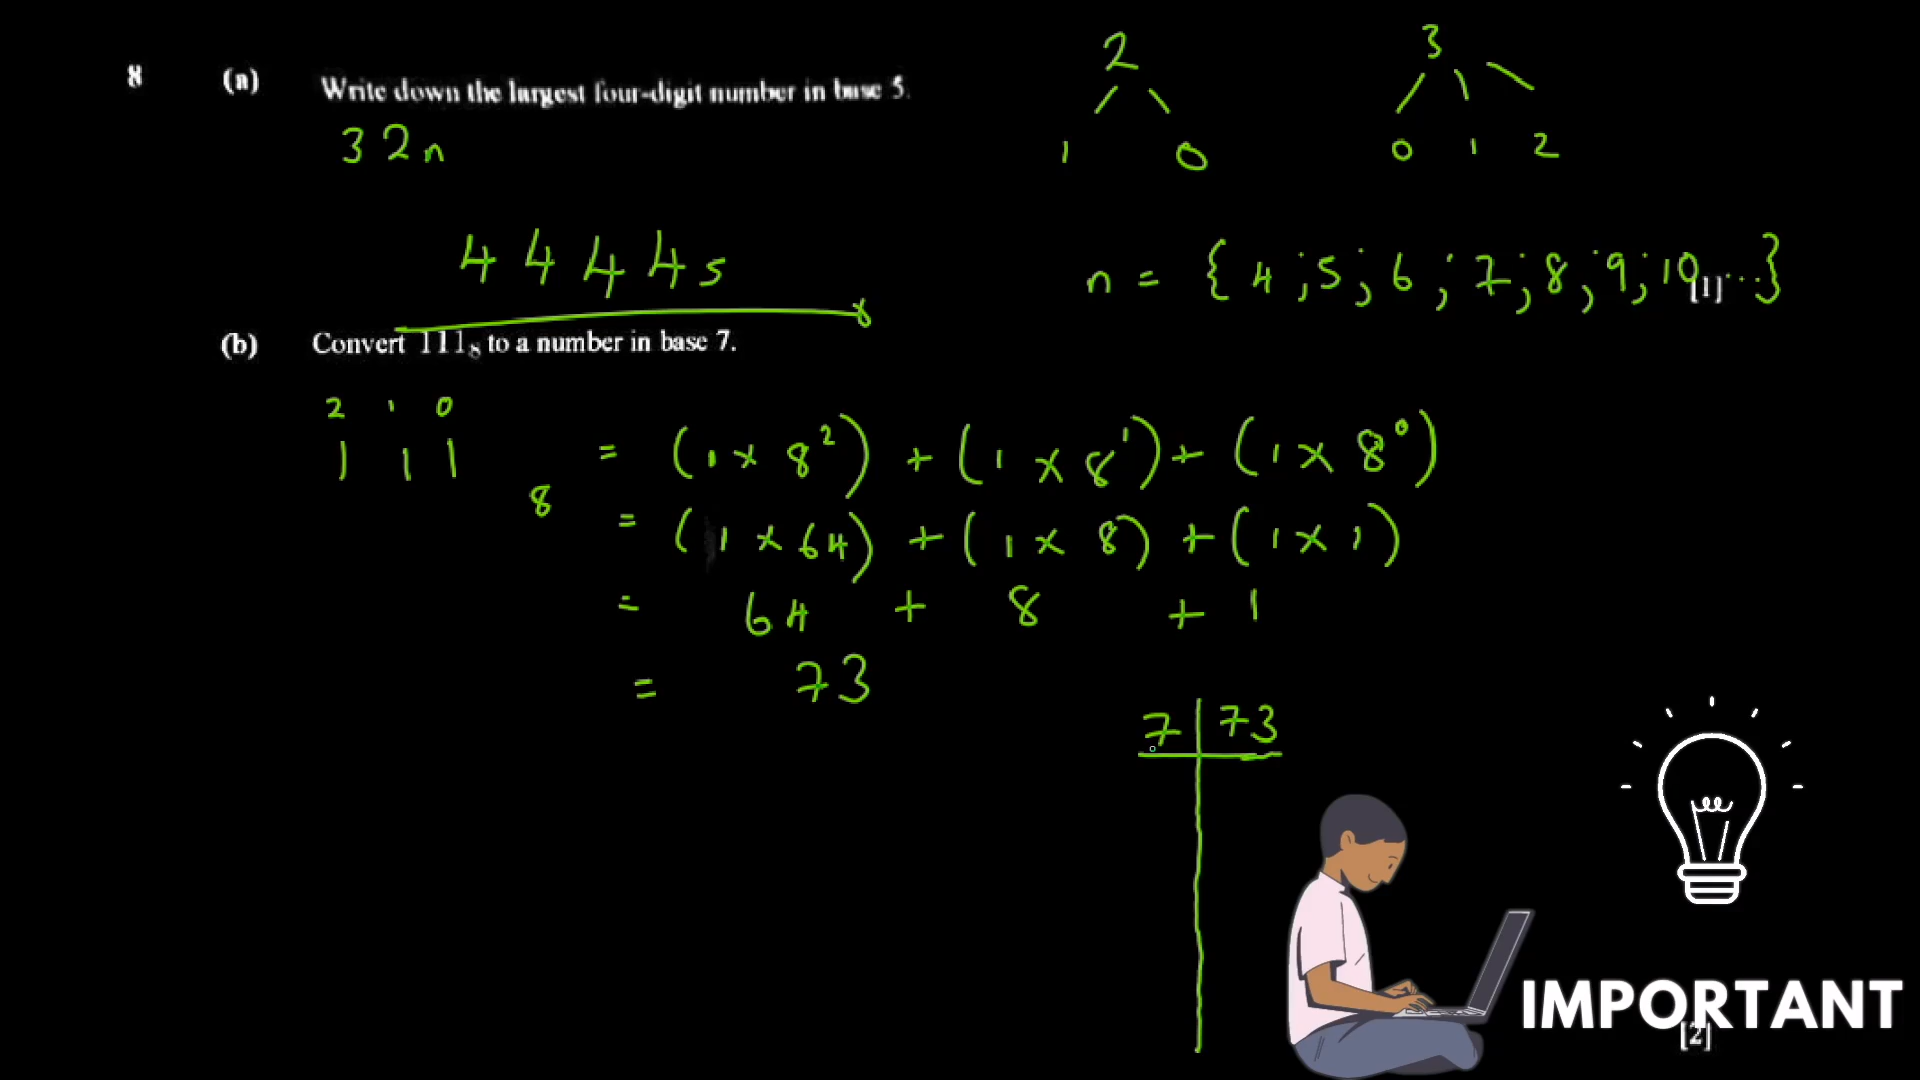 8 (a) Write down the largest four-digit number in base 5.
3 2 n
2
1 0
3
0 1 2
4 4 4 4 5
n = { 4 ; 5 ; 6 ; 7 ; 8 ; 9 ; 10 ... }
[1]
(b) Convert 111₈ to a number in base 7.
2 1 0
1 1 1 8 = (1 × 8²) + (1 × 8¹) + (1 × 8⁰)
= (1 × 64) + (1 × 8) + (1 × 1)
= 64 + 8 + 1
= 73
7 | 73
IMPORTANT
[2]